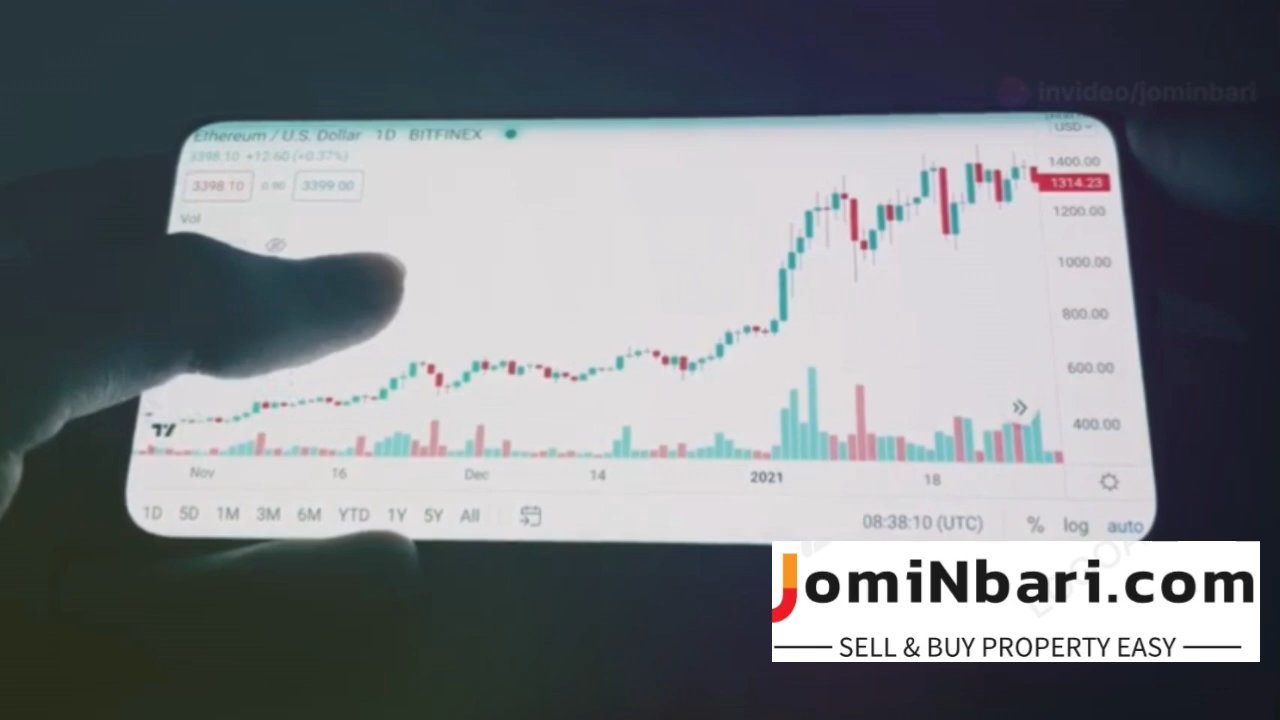 invideo/jominbari
Ethereum / U.S. Dollar 1D BITFINEX
USD
3398.10 +12.60 (+0.37%)
3398.10 0.90 3399.00
Vol
1400.00
1314.23
1200.00
1000.00
800.00
600.00
400.00
Nov 16 Dec 14 2021 18
1D 5D 1M 3M 6M YTD 1Y 5Y All 08:38:10 (UTC) % log auto
JomiNbari.com
SELL & BUY PROPERTY EASY